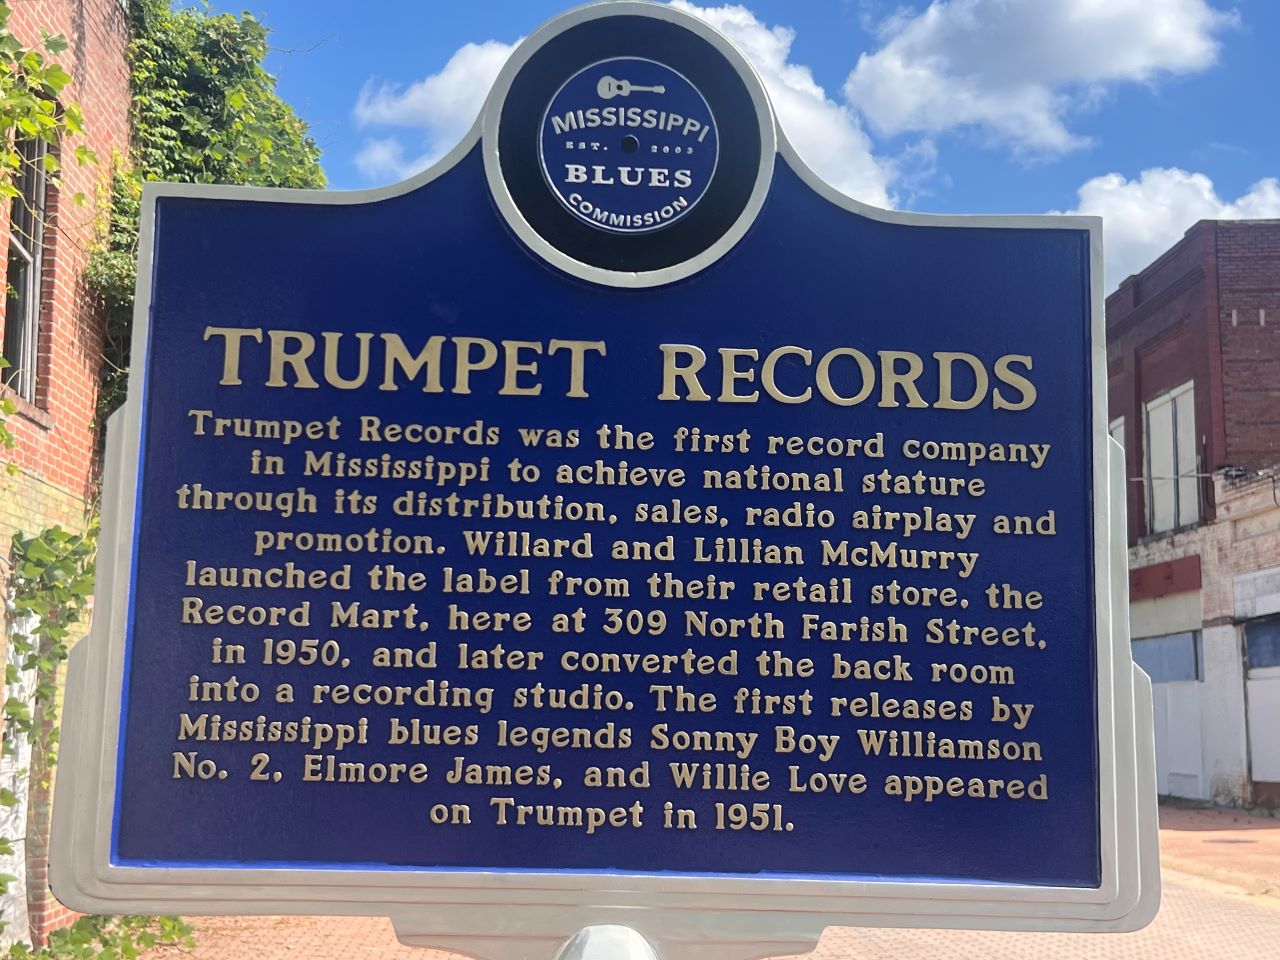 MISSISSIPPI
EST. 2003
BLUES
COMMISSION
TRUMPET RECORDS
Trumpet Records was the first record company
in Mississippi to achieve national stature
through its distribution, sales, radio airplay and
promotion. Willard and Lillian McMurry
launched the label from their retail store, the
Record Mart, here at 309 North Farish Street,
in 1950, and later converted the back room
into a recording studio. The first releases by
Mississippi blues legends Sonny Boy Williamson
No. 2, Elmore James, and Willie Love appeared
on Trumpet in 1951.